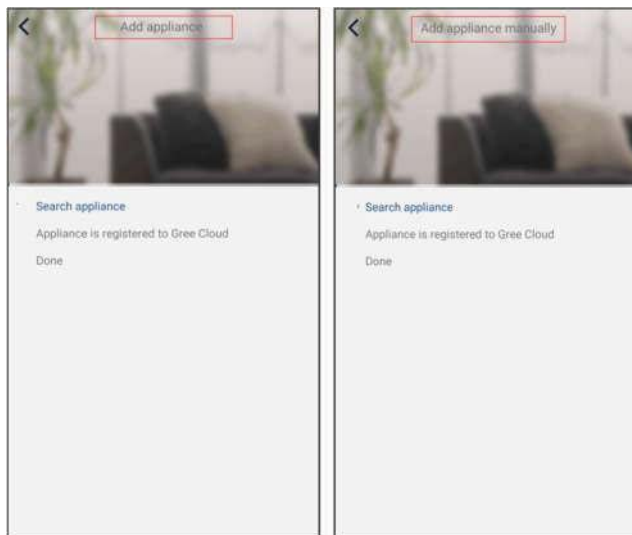 Add appliance
Search appliance
Appliance is registered to Gree Cloud
Done
Add appliance manually
Search appliance
Appliance is registered to Gree Cloud
Done